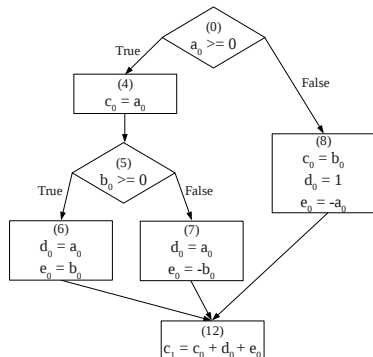 (0)
a₀ >= 0
True
False
(4)
c₀ = a₀
(5)
b₀ >= 0
True
False
(6)
d₀ = a₀
e₀ = b₀
(7)
d₀ = a₀
e₀ = -b₀
(8)
c₀ = b₀
d₀ = 1
e₀ = -a₀
(12)
c₁ = c₀ + d₀ + e₀